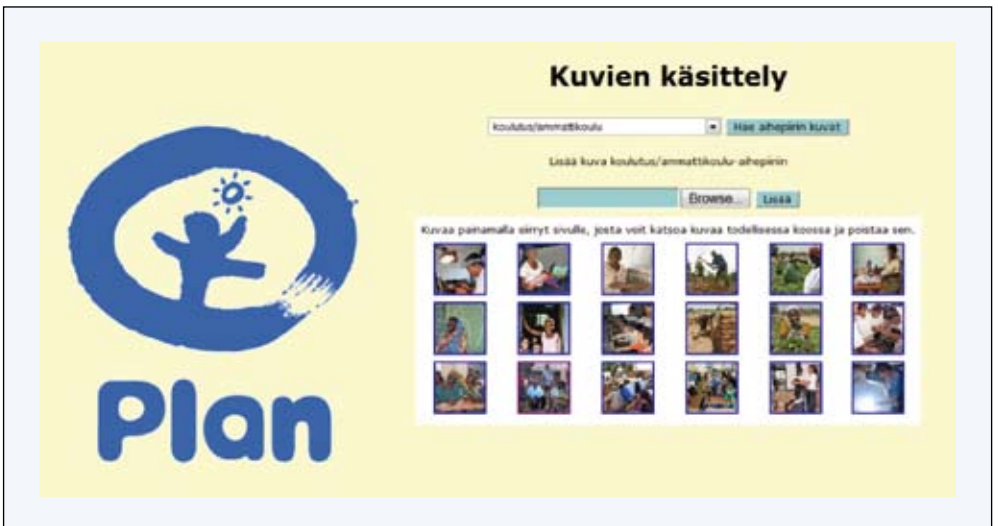 Kuvien käsittely
koulutus/ammattikoulu
Hae aihepiirin kuvat
Lisää kuva koulutus/ammattikoulu-aihepiiriin
Browse...
Lisää
Kuvaa painamalla siirryt sivulle, josta voit katsoa kuvaa todellisessa koossa ja poistaa sen.
Plan